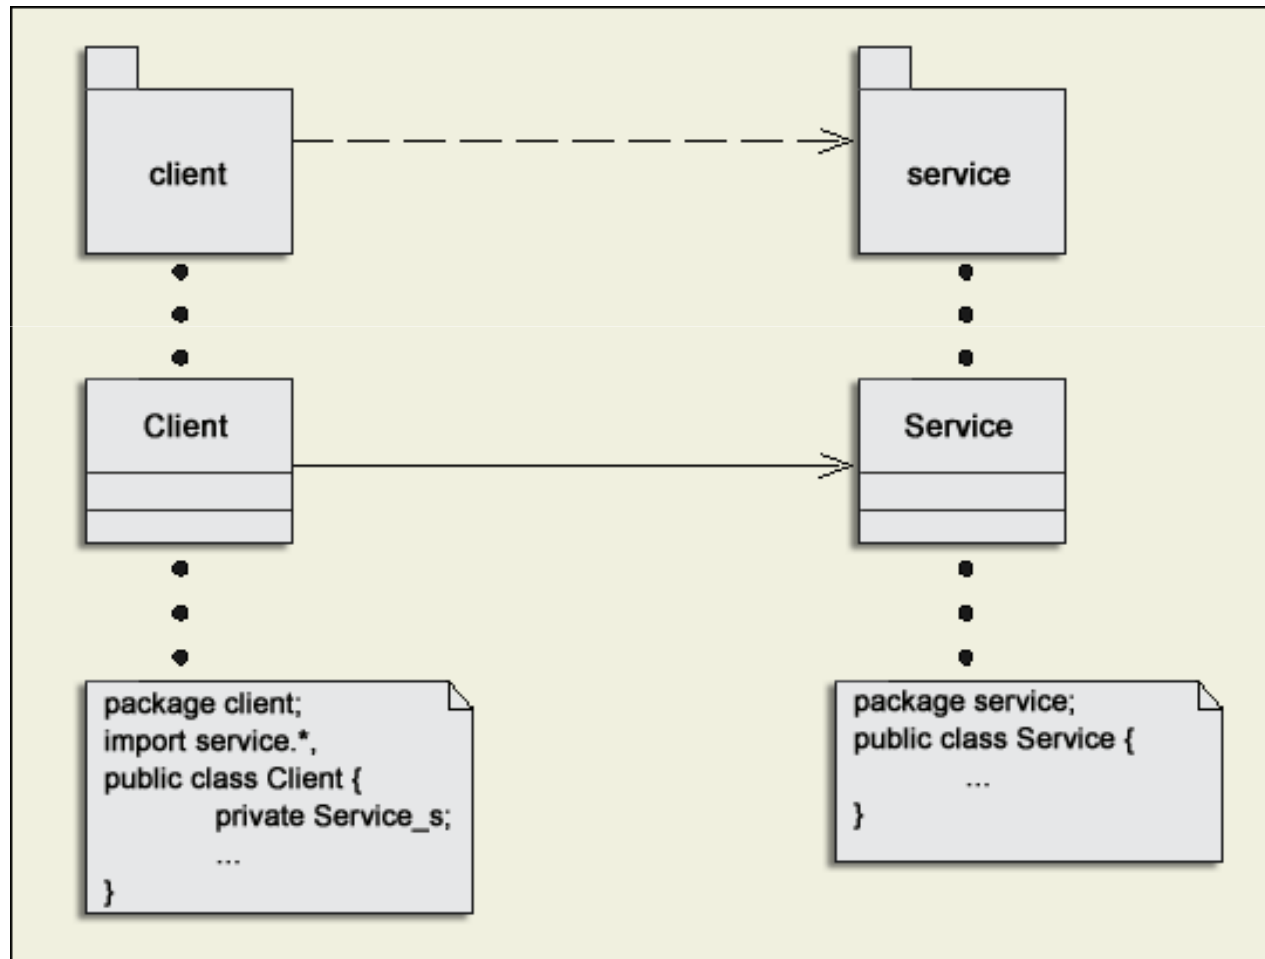 client
service
Client
Service
package client;
import service.*,
public class Client {
private Service_s;
...
}
package service;
public class Service {
...
}